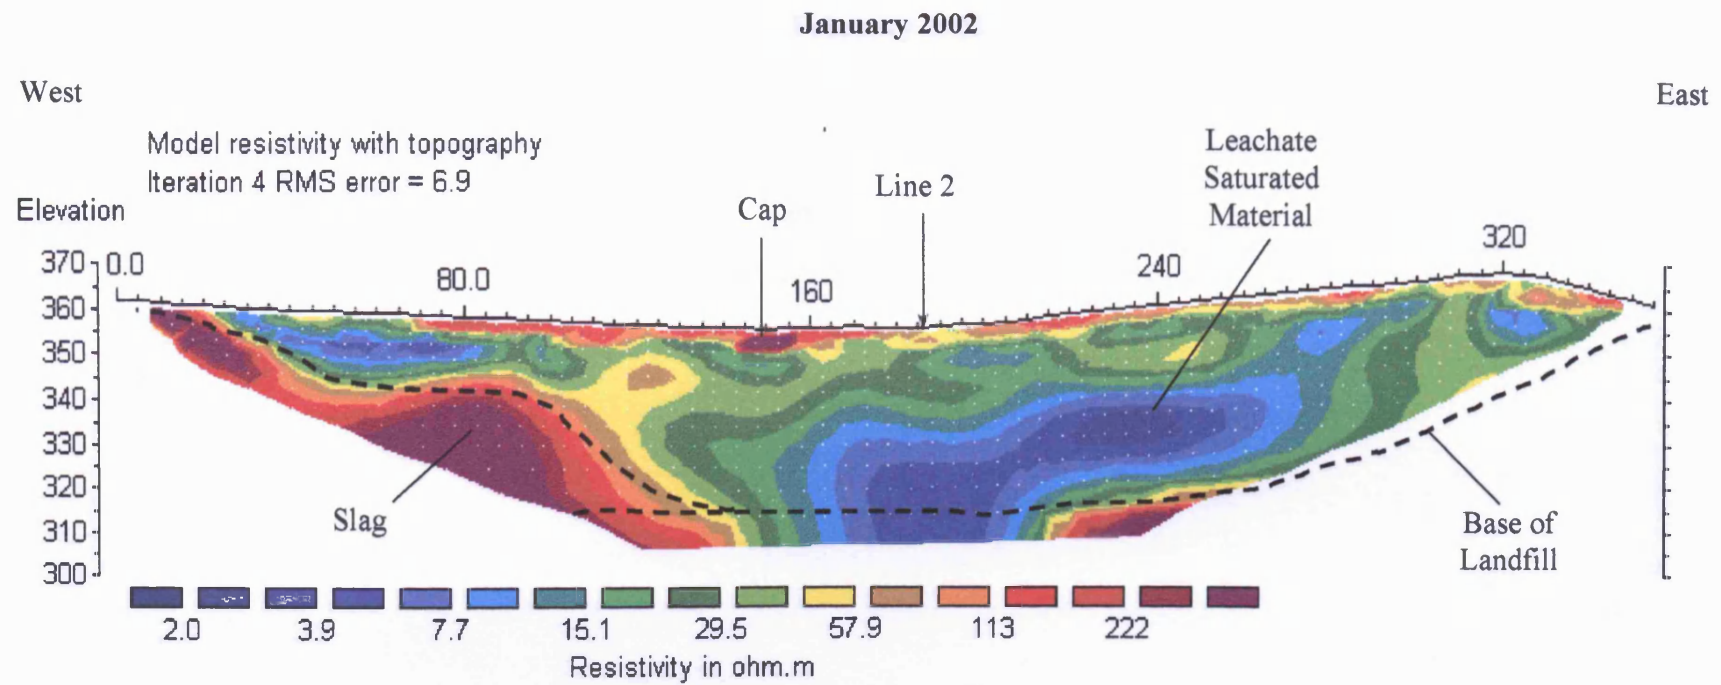 January 2002
West
East
Model resistivity with topography
Iteration 4 RMS error = 6.9
Elevation
Leachate
Saturated
Material
Line 2
Cap
370
0.0
80.0
160
240
320
360
350
340
330
320
310
300
Slag
Base of
Landfill
2.0 3.9 7.7 15.1 29.5 57.9 113 222
Resistivity in ohm.m